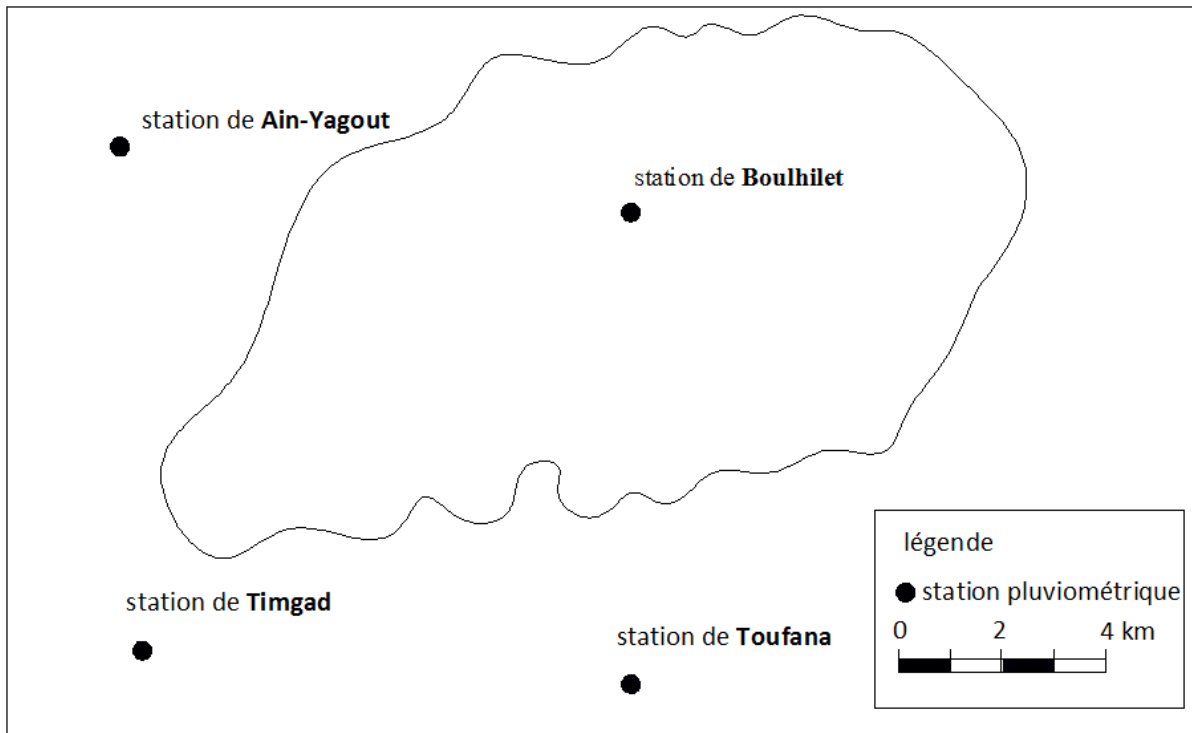 station de Ain-Yagout
station de Boulhilet
station de Timgad
station de Toufana
légende
station pluviométrique
0 2 4 km